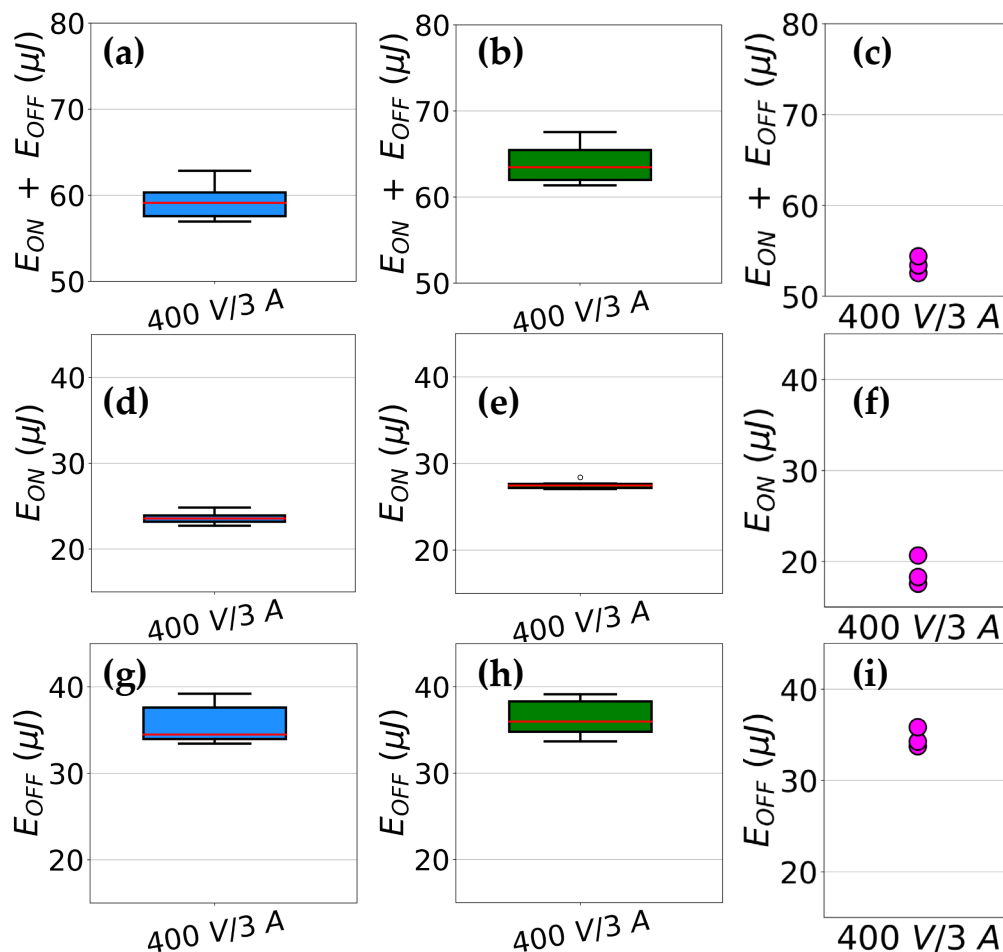 (a)
E_ON + E_OFF (μJ)
80
70
60
50
400 V/3 A
(b)
E_ON + E_OFF (μJ)
80
70
60
50
400 V/3 A
(c)
E_ON + E_OFF (μJ)
80
70
60
50
400 V/3 A
(d)
E_ON (μJ)
40
30
20
400 V/3 A
(e)
E_ON (μJ)
40
30
20
400 V/3 A
(f)
E_ON (μJ)
40
30
20
400 V/3 A
(g)
E_OFF (μJ)
40
30
20
400 V/3 A
(h)
E_OFF (μJ)
40
30
20
400 V/3 A
(i)
E_OFF (μJ)
40
30
20
400 V/3 A